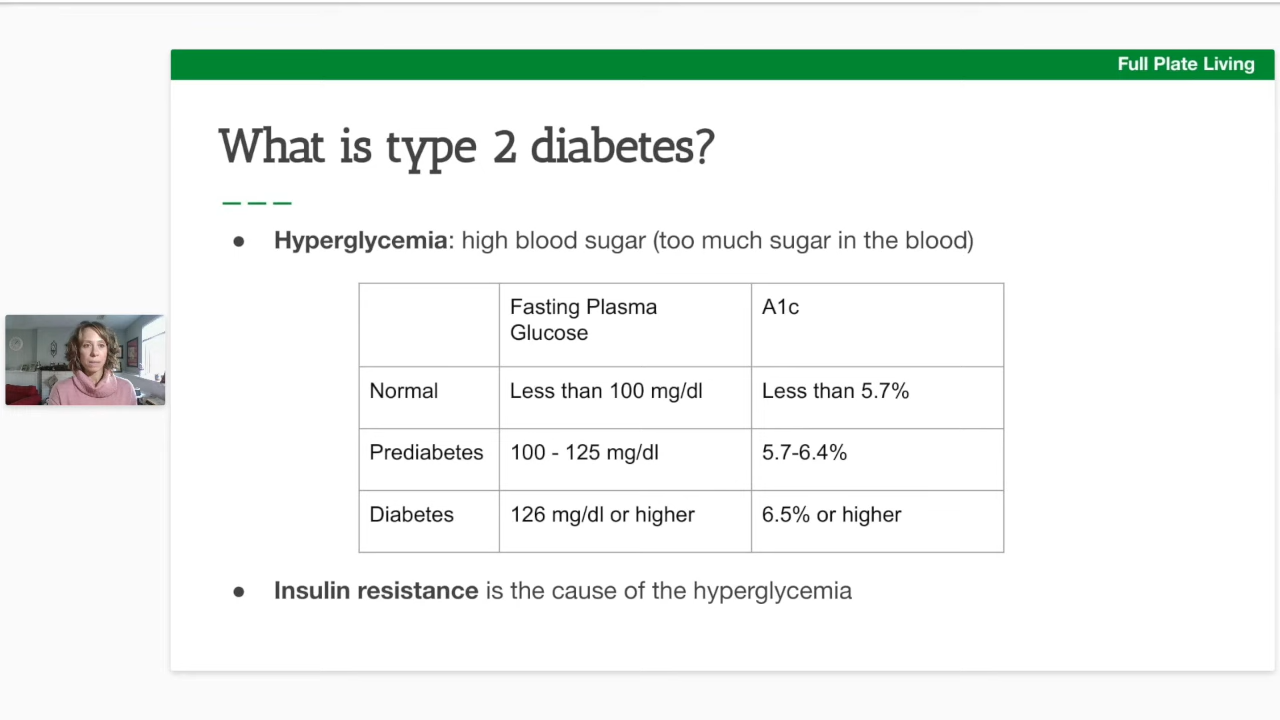 Full Plate Living
What is type 2 diabetes?
● Hyperglycemia: high blood sugar (too much sugar in the blood)
Fasting Plasma
Glucose
A1c
Normal
Less than 100 mg/dl
Less than 5.7%
Prediabetes
100 - 125 mg/dl
5.7-6.4%
Diabetes
126 mg/dl or higher
6.5% or higher
● Insulin resistance is the cause of the hyperglycemia